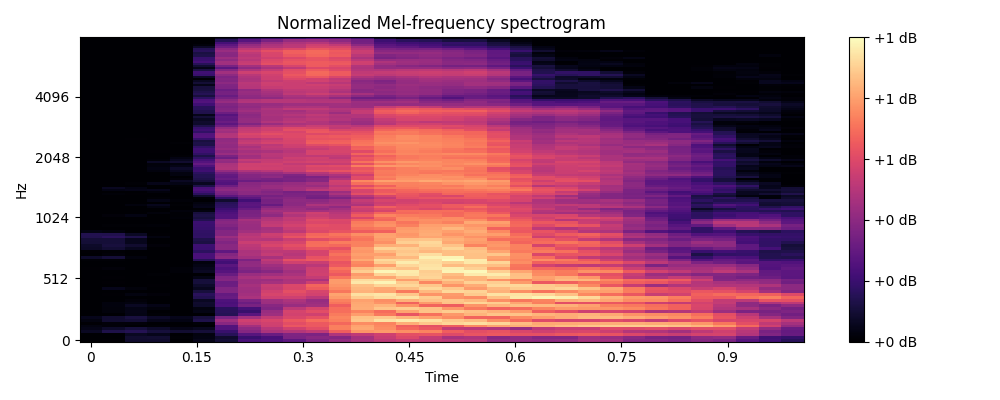 Normalized Mel-frequency spectrogram
Hz
4096
2048
1024
512
0
0 0.15 0.3 0.45 0.6 0.75 0.9
Time
+1 dB
+1 dB
+1 dB
+0 dB
+0 dB
+0 dB